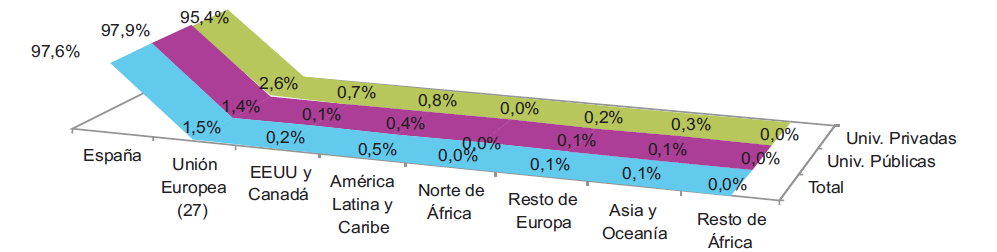 95,4%
97,9%
97,6%
2,6%
0,7%
0,8%
0,0%
0,2%
0,3%
0,0%
1,4%
0,1%
0,4%
0,0%
0,1%
0,1%
0,0%
1,5%
0,2%
0,5%
0,0%
0,1%
0,1%
0,0%
Univ. Privadas
Univ. Públicas
Total
España
Unión
Europea
(27)
EEUU y
Canadá
América
Latina y
Caribe
Norte de
África
Resto de
Europa
Asia y
Oceanía
Resto de
África